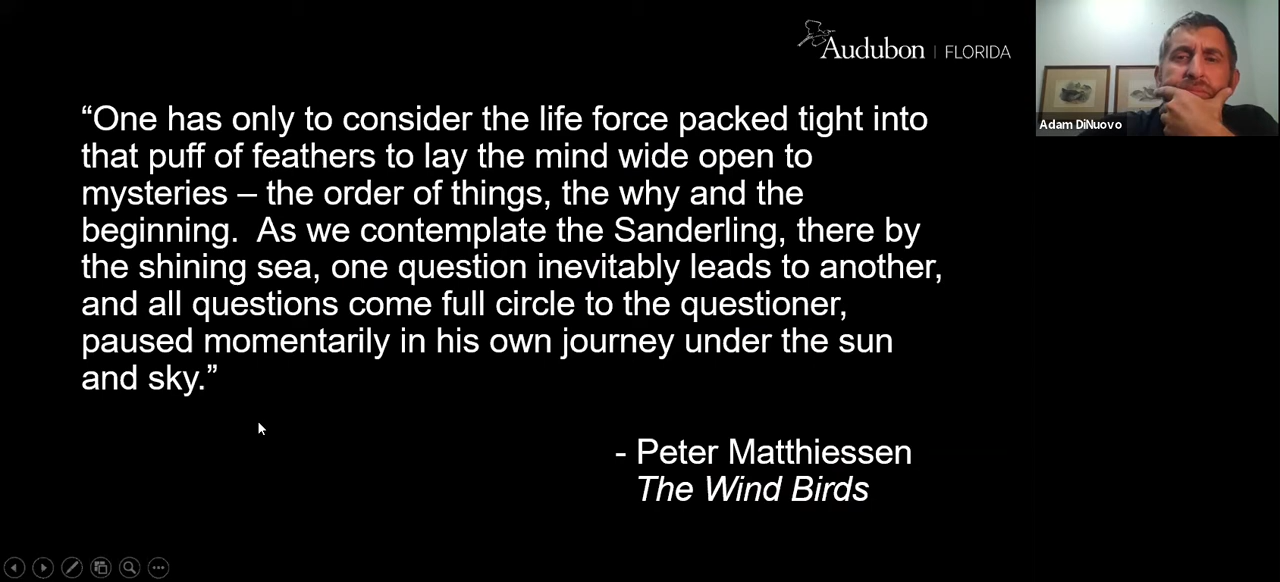 Audubon | FLORIDA
Adam DiNuovo
“One has only to consider the life force packed tight into
that puff of feathers to lay the mind wide open to
mysteries – the order of things, the why and the
beginning.  As we contemplate the Sanderling, there by
the shining sea, one question inevitably leads to another,
and all questions come full circle to the questioner,
paused momentarily in his own journey under the sun
and sky.”
- Peter Matthiessen
The Wind Birds